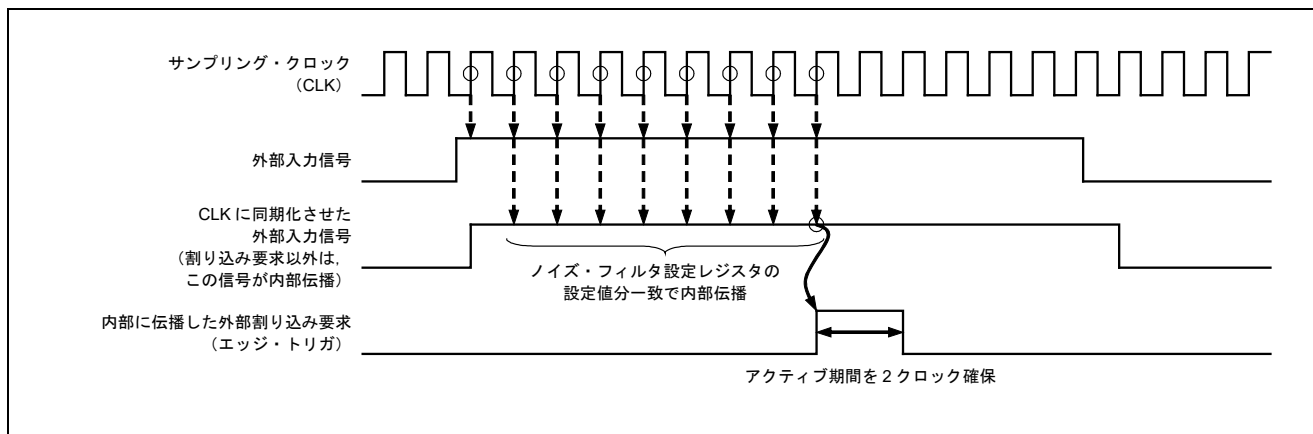 サンプリング・クロック
（CLK）
外部入力信号
CLK に同期化させた
外部入力信号
（割り込み要求以外は,
この信号が内部伝播）
ノイズ・フィルタ設定レジスタの
設定値分一致で内部伝播
内部に伝播した外部割り込み要求
（エッジ・トリガ）
アクティブ期間を 2 クロック確保